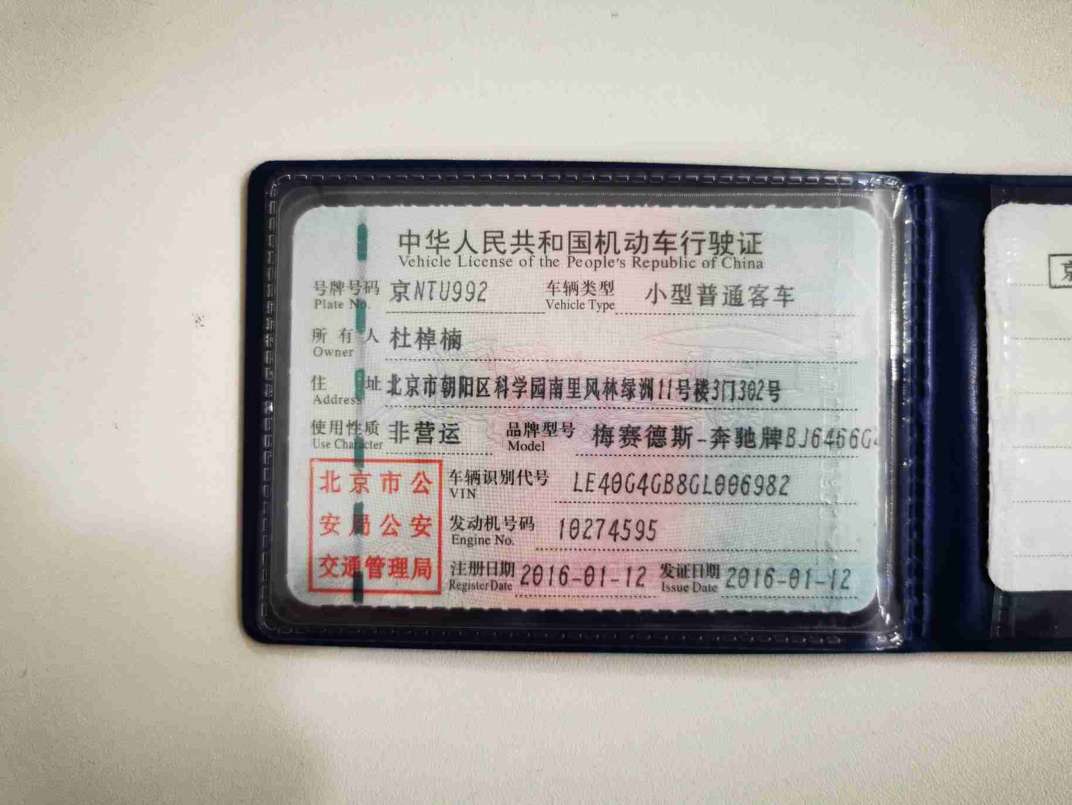 中华人民共和国机动车行驶证
Vehicle License of the People's Republic of China
号牌号码 京NTU992 车辆类型 小型普通客车
Plate No. Vehicle Type
所有人 杜棹楠
Owner
住址 北京市朝阳区科学园南里风林绿洲11号楼3门302号
Address
使用性质 非营运 品牌型号 梅赛德斯-奔驰牌BJ6466G4
Use Character Model
北京市公
安局公安
交通管理局
车辆识别代号 LE40G4GB8GL006982
VIN
发动机号码 10274595
Engine No.
注册日期 2016-01-12 发证日期 2016-01-12
Register Date Issue Date
京